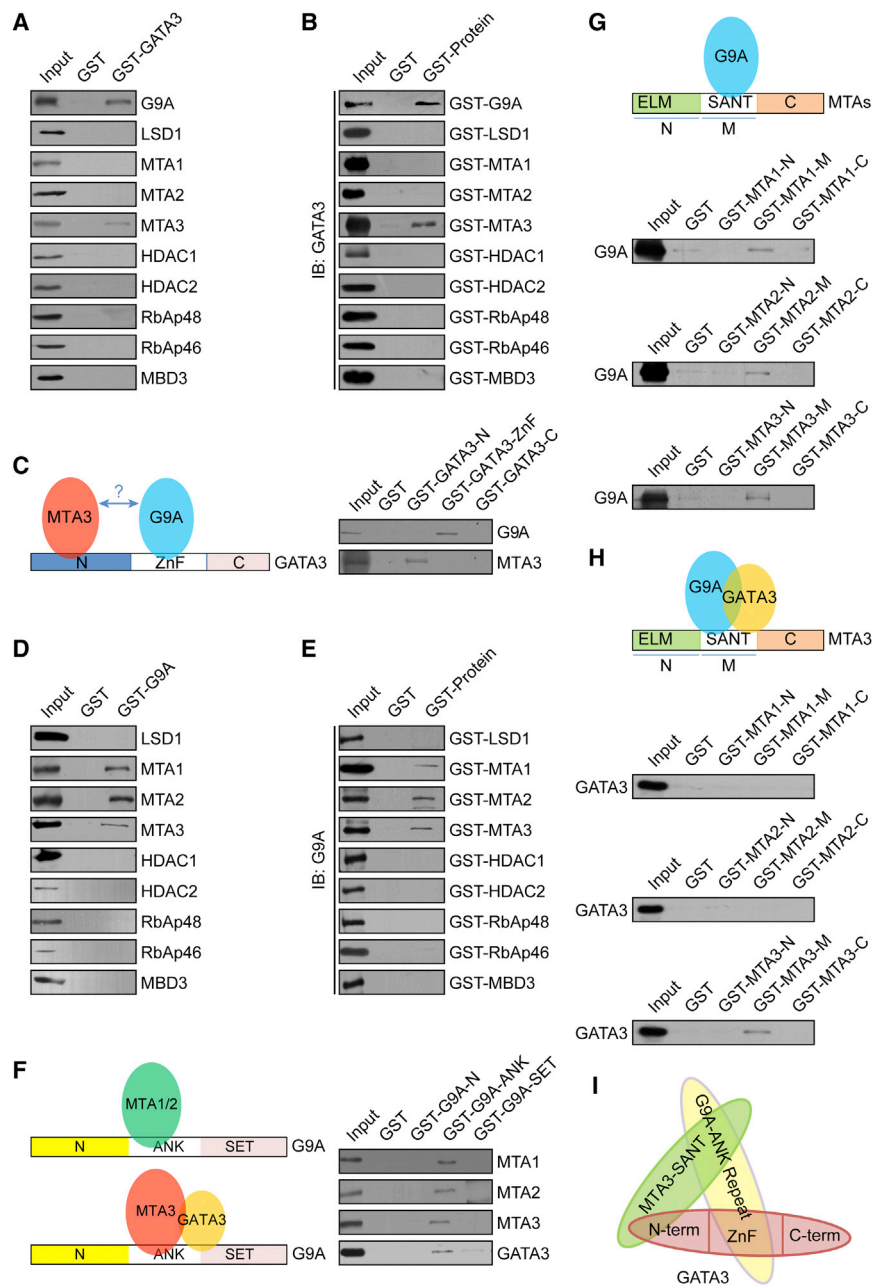 A
Input
GST
GST-GATA3
G9A
LSD1
MTA1
MTA2
MTA3
HDAC1
HDAC2
RbAp48
RbAp46
MBD3
B
Input
GST
GST-Protein
IB: GATA3
GST-G9A
GST-LSD1
GST-MTA1
GST-MTA2
GST-MTA3
GST-HDAC1
GST-HDAC2
GST-RbAp48
GST-RbAp46
GST-MBD3
C
MTA3
?
G9A
N
ZnF
C
GATA3
Input
GST
GST-GATA3-N
GST-GATA3-ZnF
GST-GATA3-C
G9A
MTA3
D
Input
GST
GST-G9A
LSD1
MTA1
MTA2
MTA3
HDAC1
HDAC2
RbAp48
RbAp46
MBD3
E
Input
GST
GST-Protein
IB: G9A
GST-LSD1
GST-MTA1
GST-MTA2
GST-MTA3
GST-HDAC1
GST-HDAC2
GST-RbAp48
GST-RbAp46
GST-MBD3
F
MTA1/2
N
ANK
SET
G9A
MTA3
GATA3
N
ANK
SET
G9A
Input
GST
GST-G9A-N
GST-G9A-ANK
GST-G9A-SET
MTA1
MTA2
MTA3
GATA3
G
G9A
ELM
SANT
C
MTAs
N
M
Input
GST
GST-MTA1-N
GST-MTA1-M
GST-MTA1-C
G9A
Input
GST
GST-MTA2-N
GST-MTA2-M
GST-MTA2-C
G9A
Input
GST
GST-MTA3-N
GST-MTA3-M
GST-MTA3-C
G9A
H
G9A
GATA3
ELM
SANT
C
MTA3
N
M
Input
GST
GST-MTA1-N
GST-MTA1-M
GST-MTA1-C
GATA3
Input
GST
GST-MTA2-N
GST-MTA2-M
GST-MTA2-C
GATA3
Input
GST
GST-MTA3-N
GST-MTA3-M
GST-MTA3-C
GATA3
I
G9A-ANK Repeat
MTA3-SANT
N-term
ZnF
C-term
GATA3